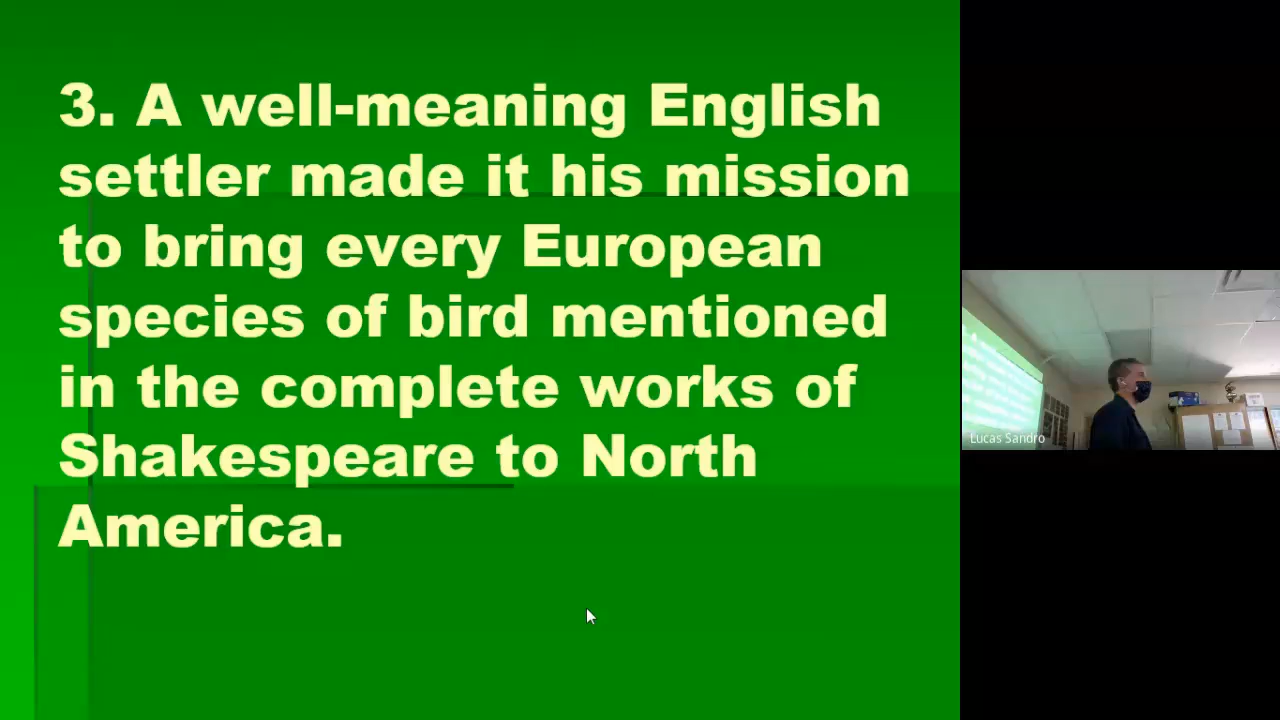 3. A well-meaning English
settler made it his mission
to bring every European
species of bird mentioned
in the complete works of
Shakespeare to North
America.
Lucas Sandro